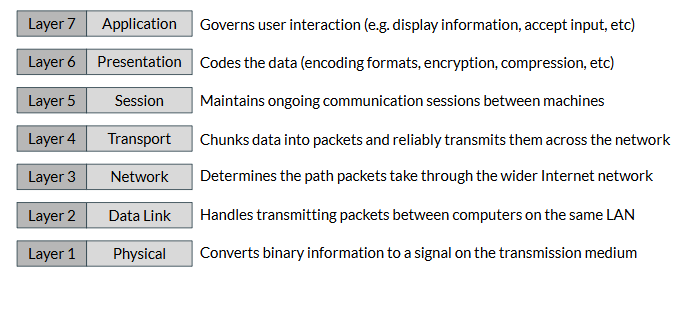 Layer 7 Application Governs user interaction (e.g. display information, accept input, etc)
Layer 6 Presentation Codes the data (encoding formats, encryption, compression, etc)
Layer 5 Session Maintains ongoing communication sessions between machines
Layer 4 Transport Chunks data into packets and reliably transmits them across the network
Layer 3 Network Determines the path packets take through the wider Internet network
Layer 2 Data Link Handles transmitting packets between computers on the same LAN
Layer 1 Physical Converts binary information to a signal on the transmission medium